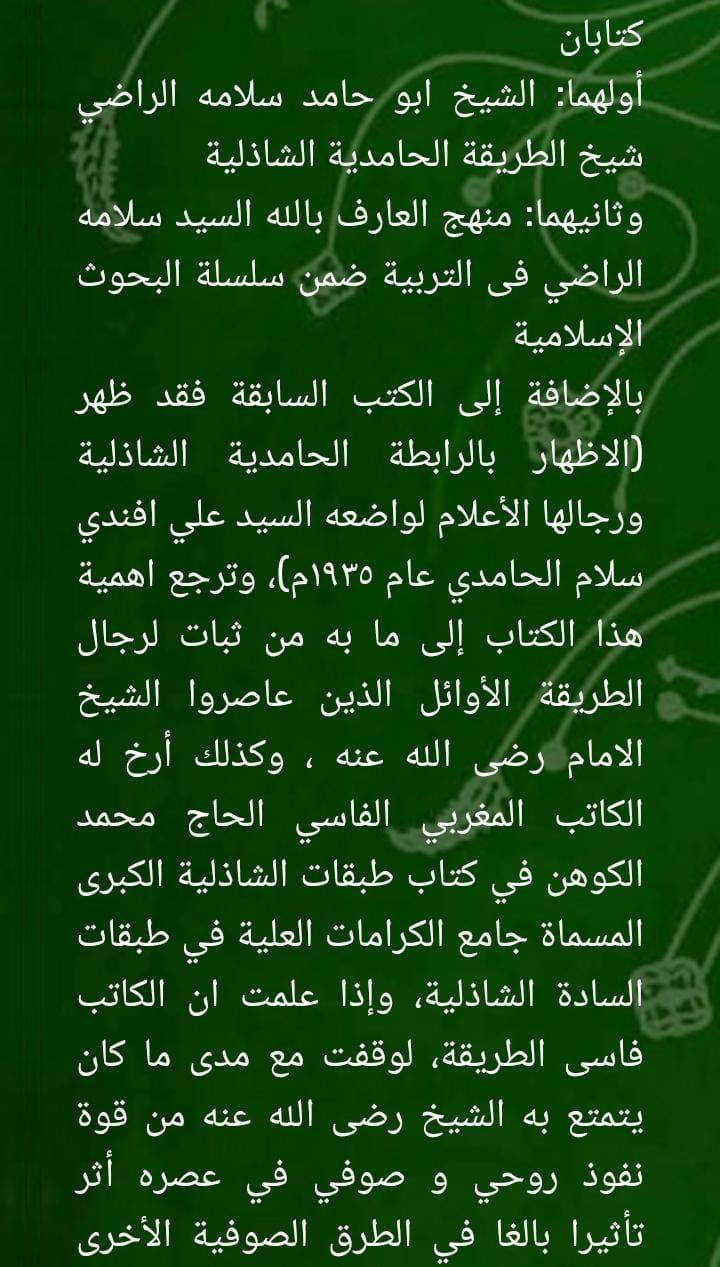 كتابان
أولهما: الشيخ ابو حامد سلامه الراضي
شيخ الطريقة الحامدية الشاذلية
وثانيهما: منهج العارف بالله السيد سلامه
الراضي فى التربية ضمن سلسلة البحوث
الإسلامية
بالإضافة إلى الكتب السابقة فقد ظهر
(الاظهار بالرابطة الحامدية الشاذلية
ورجالها الأعلام لواضعه السيد علي افندي
سلام الحامدي عام ١٩٣٥م)، وترجع اهمية
هذا الكتاب إلى ما به من ثبات لرجال
الطريقة الأوائل الذين عاصروا الشيخ
الامام رضى الله عنه ، وكذلك أرخ له
الكاتب المغربي الفاسي الحاج محمد
الكوهن في كتاب طبقات الشاذلية الكبرى
المسماة جامع الكرامات العلية في طبقات
السادة الشاذلية، وإذا علمت ان الكاتب
فاسى الطريقة، لوقفت مع مدى ما كان
يتمتع به الشيخ رضى الله عنه من قوة
نفوذ روحي و صوفي في عصره أثر
تأثيرا بالغا في الطرق الصوفية الأخرى